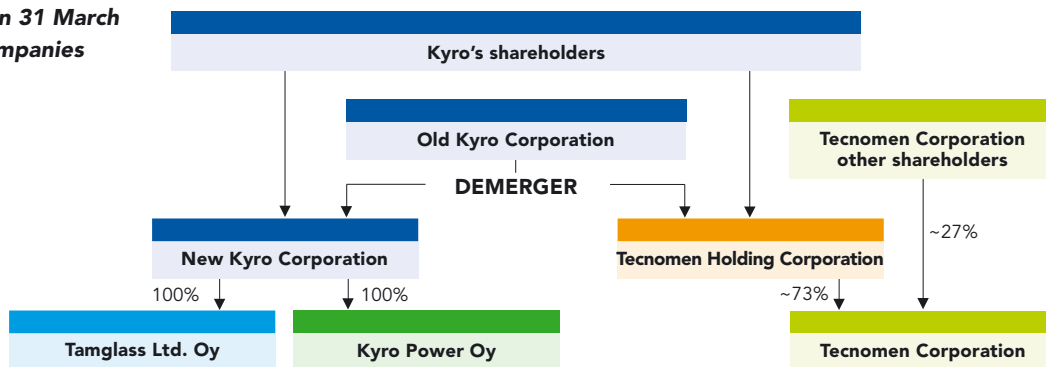 n 31 March
mpanies
Kyro's shareholders
Old Kyro Corporation
Tecnomen Corporation
other shareholders
DEMERGER
~27%
New Kyro Corporation
Tecnomen Holding Corporation
100%
100%
~73%
Tamglass Ltd. Oy
Kyro Power Oy
Tecnomen Corporation